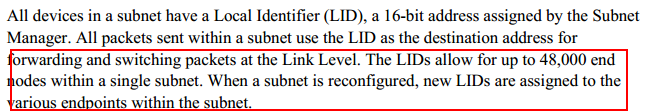 All devices in a subnet have a Local Identifier (LID), a 16-bit address assigned by the Subnet
Manager. All packets sent within a subnet use the LID as the destination address for
forwarding and switching packets at the Link Level. The LIDs allow for up to 48,000 end
nodes within a single subnet. When a subnet is reconfigured, new LIDs are assigned to the
various endpoints within the subnet.